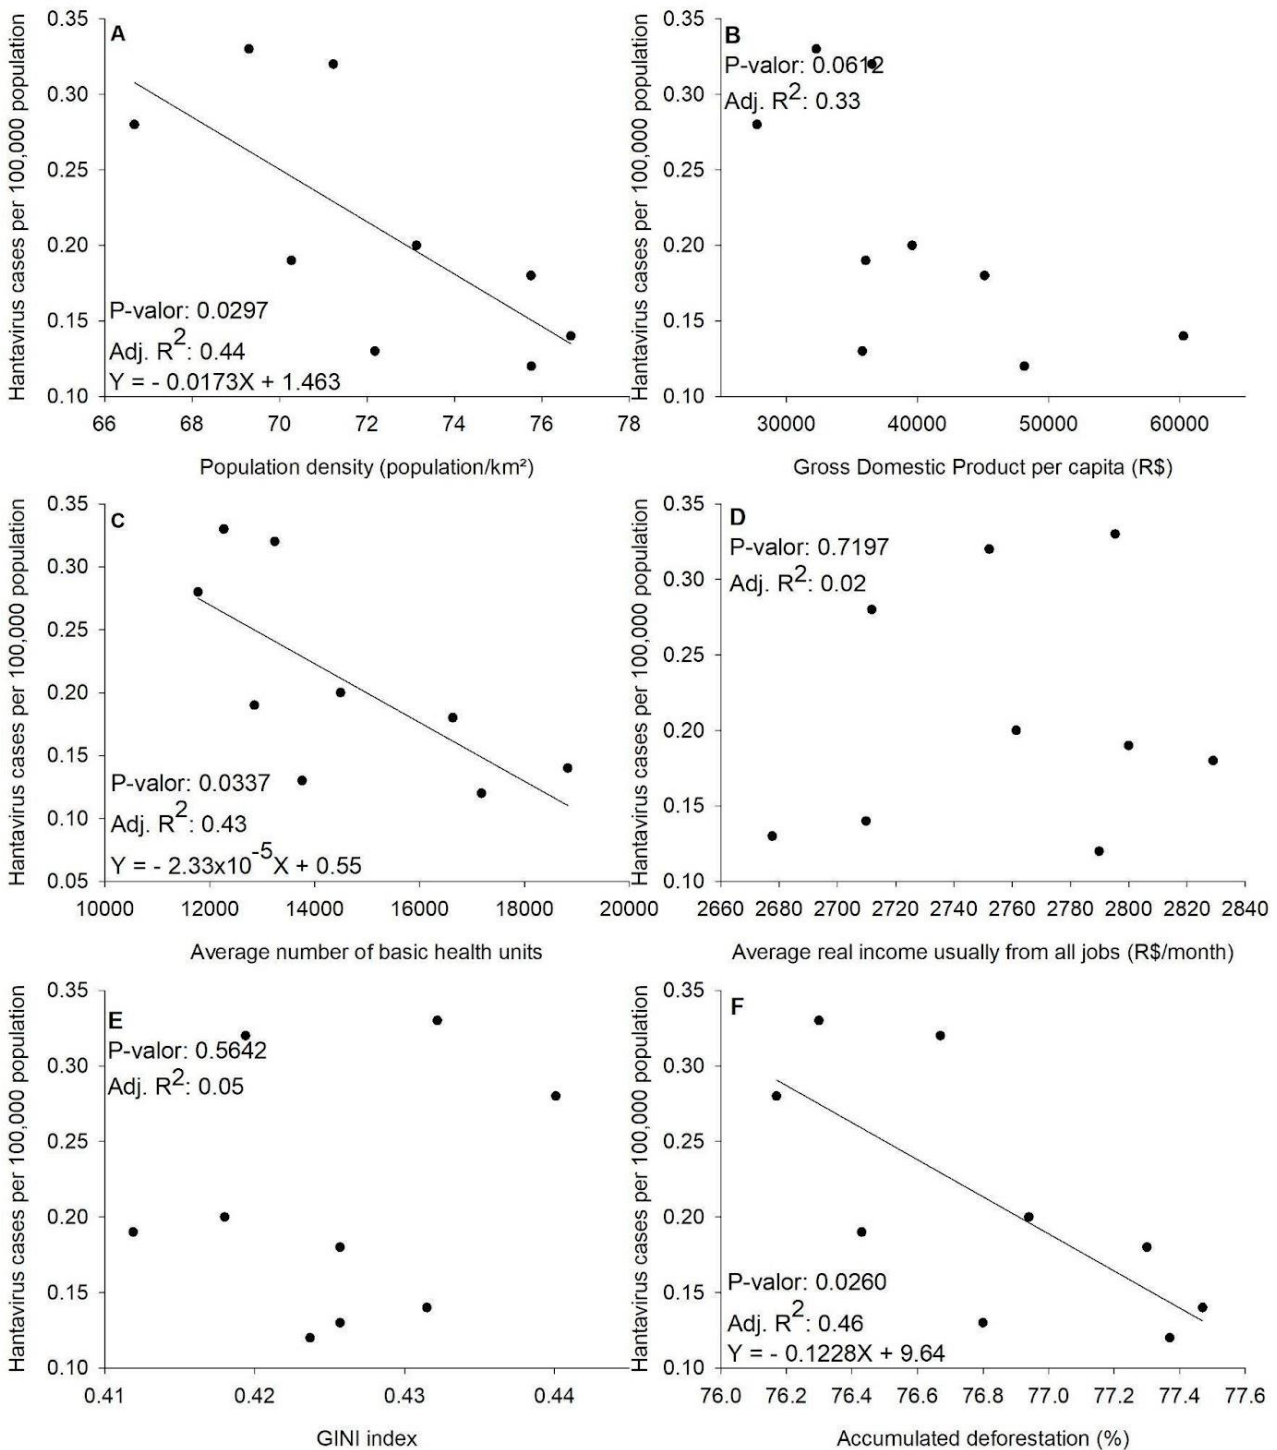 A
Hantavirus cases per 100,000 population
0.35
0.30
0.25
0.20
0.15
0.10
P-valor: 0.0297
Adj. R²: 0.44
Y = - 0.0173X + 1.463
66 68 70 72 74 76 78
Population density (population/km²)
B
Hantavirus cases per 100,000 population
0.35
0.30
0.25
0.20
0.15
0.10
P-valor: 0.0612
Adj. R²: 0.33
30000 40000 50000 60000
Gross Domestic Product per capita (R$)
C
Hantavirus cases per 100,000 population
0.35
0.30
0.25
0.20
0.15
0.10
0.05
P-valor: 0.0337
Adj. R²: 0.43
Y = - 2.33x10⁻⁵X + 0.55
10000 12000 14000 16000 18000 20000
Average number of basic health units
D
Hantavirus cases per 100,000 population
0.35
0.30
0.25
0.20
0.15
0.10
P-valor: 0.7197
Adj. R²: 0.02
2660 2680 2700 2720 2740 2760 2780 2800 2820 2840
Average real income usually from all jobs (R$/month)
E
Hantavirus cases per 100,000 population
0.35
0.30
0.25
0.20
0.15
0.10
P-valor: 0.5642
Adj. R²: 0.05
0.41 0.42 0.43 0.44
GINI index
F
Hantavirus cases per 100,000 population
0.35
0.30
0.25
0.20
0.15
0.10
P-valor: 0.0260
Adj. R²: 0.46
Y = - 0.1228X + 9.64
76.0 76.2 76.4 76.6 76.8 77.0 77.2 77.4 77.6
Accumulated deforestation (%)